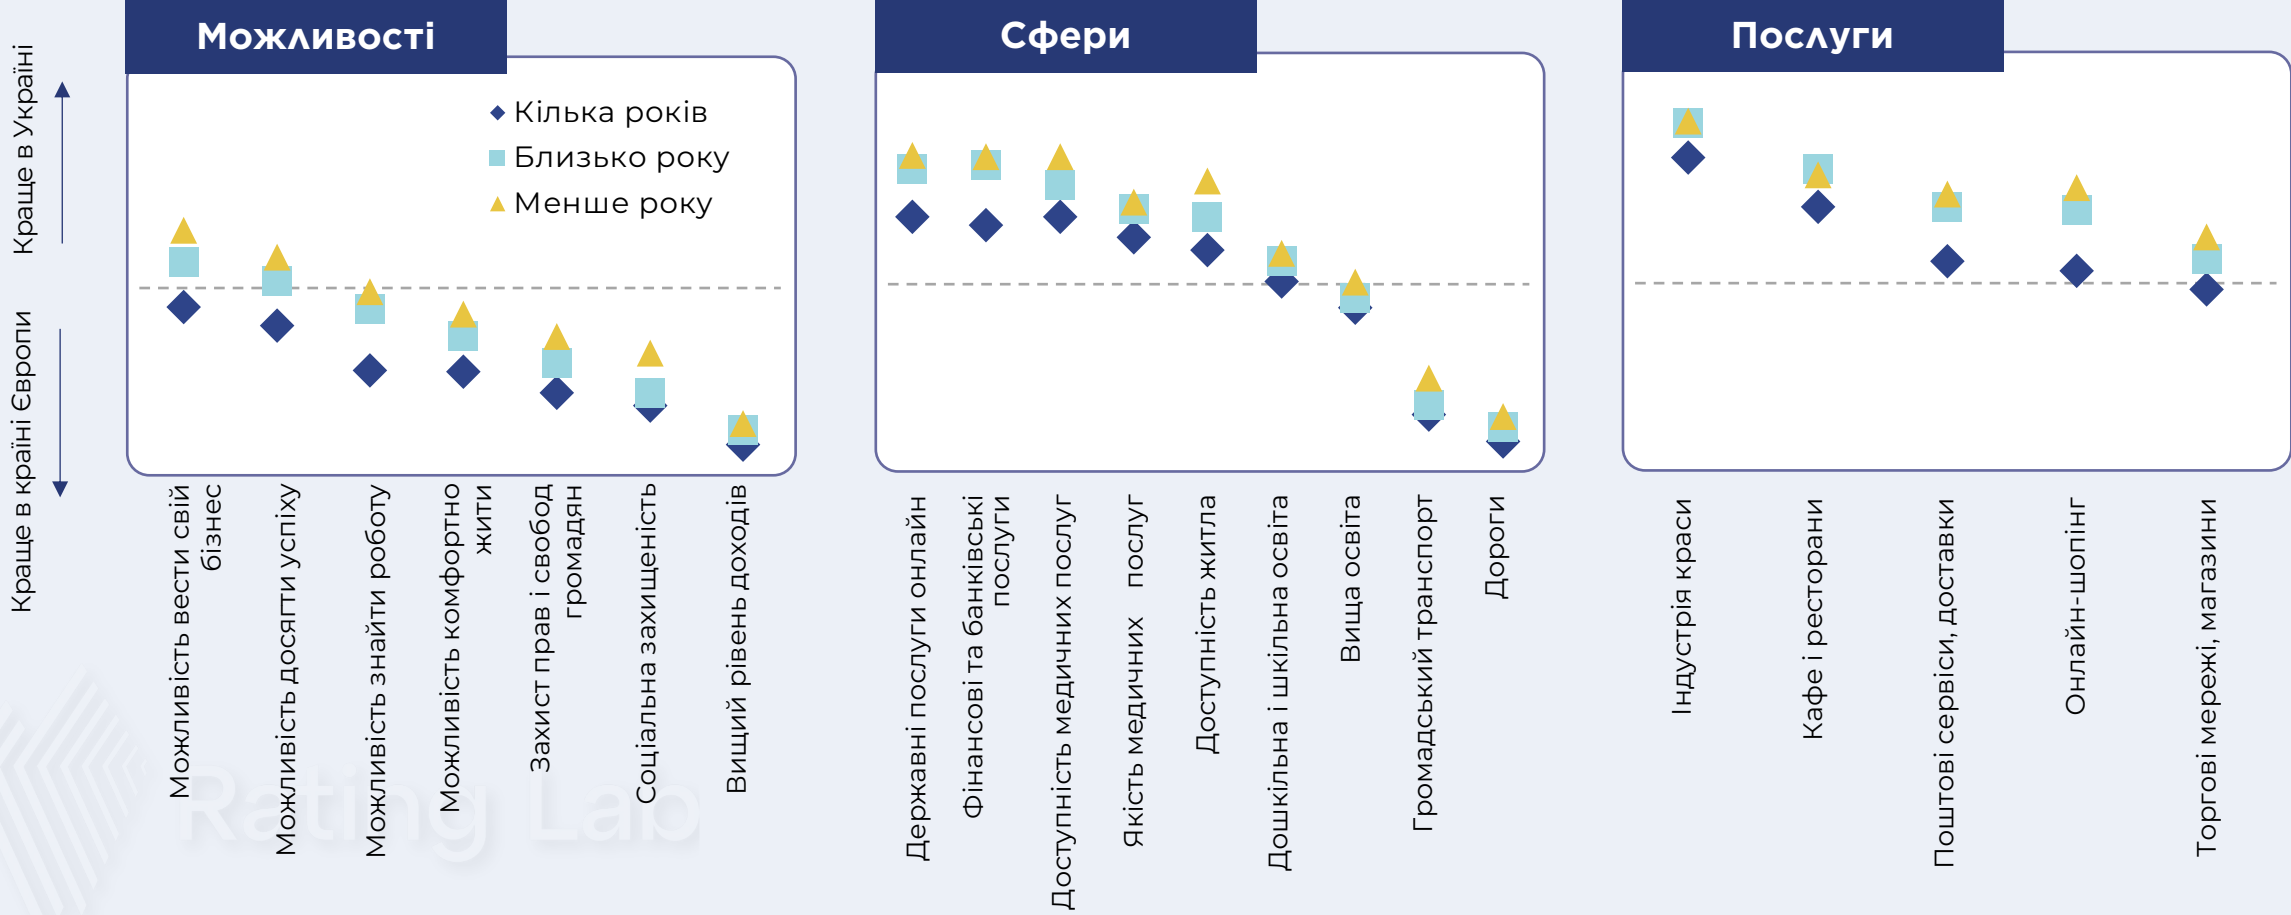 Можливості
Сфери
Послуги
Краще в Україні
Краще в країні Європи
Кілька років
Близько року
Менше року
Можливість вести свій
бізнес
Можливість досягти успіху
Можливість знайти роботу
Можливість комфортно
жити
Захист прав і свобод
громадян
Соціальна захищеність
Вищий рівень доходів
Державні послуги онлайн
Фінансові та банківські
послуги
Доступність медичних послуг
Якість медичних послуг
Доступність житла
Дошкільна і шкільна освіта
Вища освіта
Громадський транспорт
Дороги
Індустрія краси
Кафе і ресторани
Поштові сервіси, доставки
Онлайн-шопінг
Торгові мережі, магазини
Rating Lab